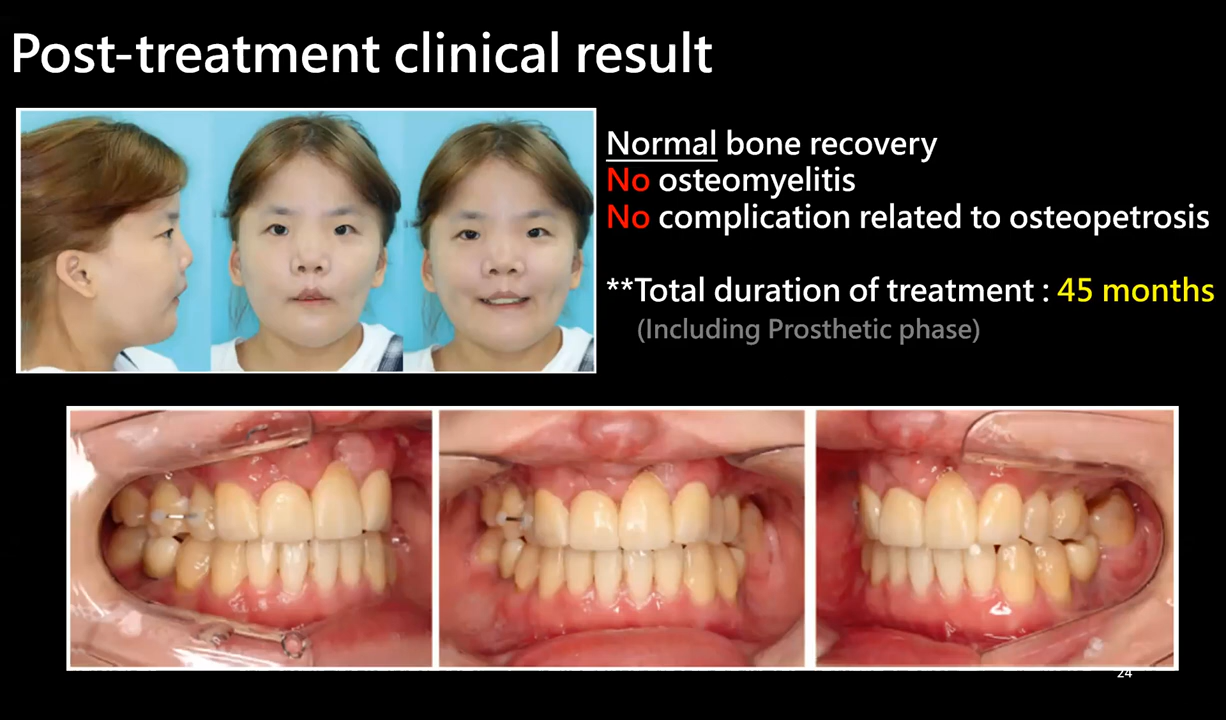 Post-treatment clinical result
Normal bone recovery
No osteomyelitis
No complication related to osteopetrosis
**Total duration of treatment : 45 months
(Including Prosthetic phase)
24